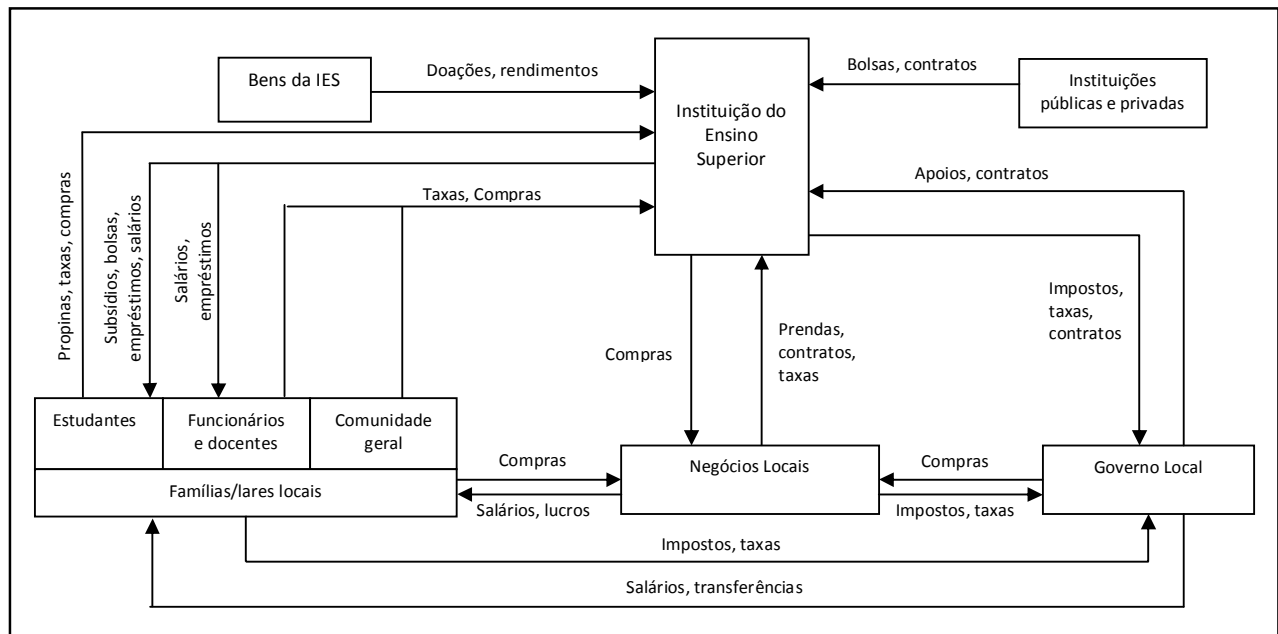 Bens da IES
Doações, rendimentos
Bolsas, contratos
Instituições
públicas e privadas
Instituição do
Ensino
Superior
Apoios, contratos
Taxas, Compras
Propinas, taxas, compras
Subsídios, bolsas,
empréstimos, salários
Salários,
empréstimos
Impostos,
taxas,
contratos
Compras
Prendas,
contratos,
taxas
Estudantes
Funcionários
e docentes
Comunidade
geral
Famílias/lares locais
Compras
Salários, lucros
Negócios Locais
Compras
Impostos, taxas
Governo Local
Impostos, taxas
Salários, transferências